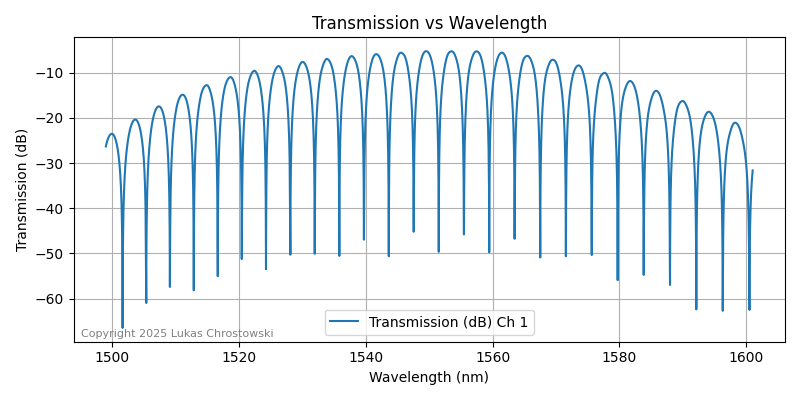 Transmission vs Wavelength
Transmission (dB)
−10
−20
−30
−40
−50
−60
Transmission (dB) Ch 1
Copyright 2025 Lukas Chrostowski
1500
1520
1540
1560
1580
1600
Wavelength (nm)